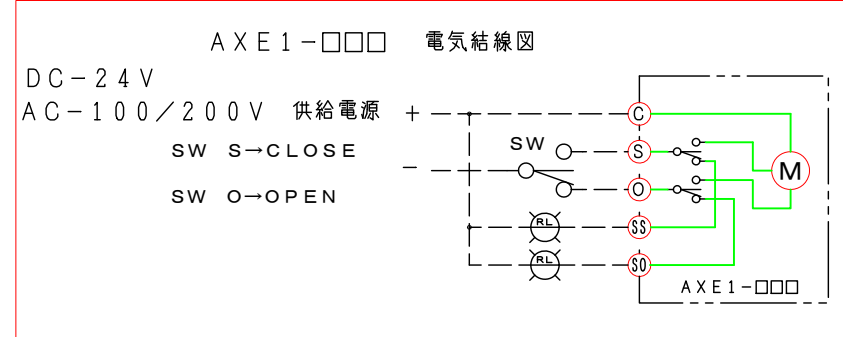 AXE1-□□□ 電気結線図
DC-24V
AC-100/200V 供給電源 +
SW S→CLOSE
-
SW
SW O→OPEN
C
S
O
SS
SO
RL
RL
M
AXE1-□□□